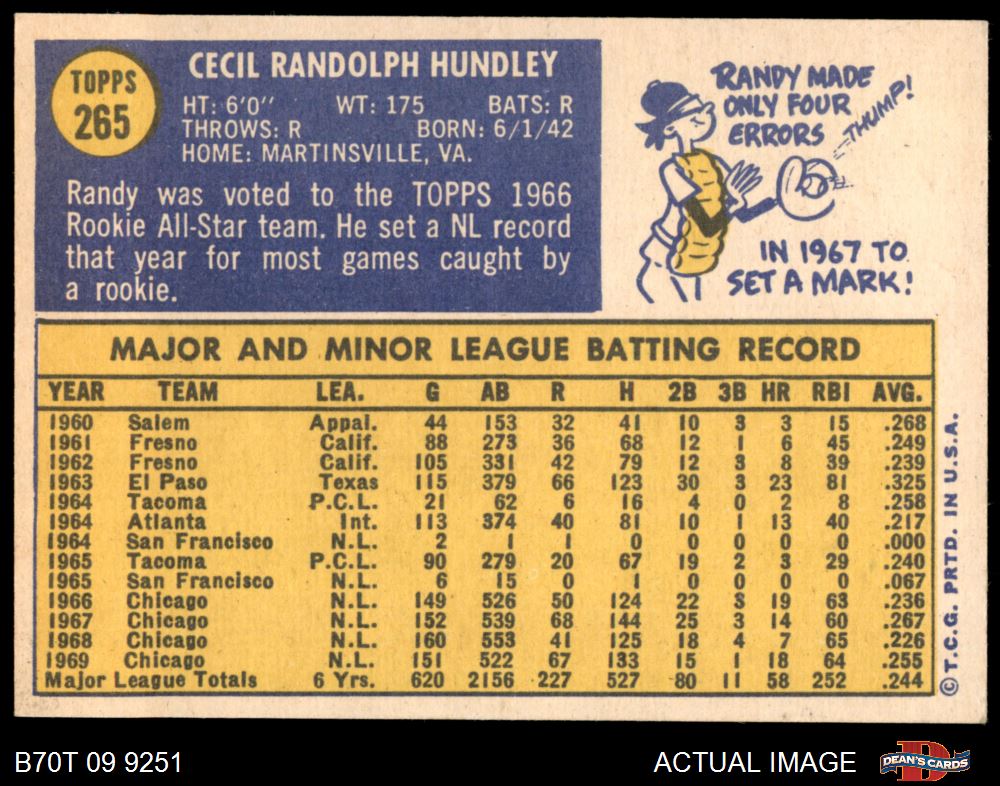 TOPPS
265
CECIL RANDOLPH HUNDLEY
HT: 6'0'' WT: 175 BATS: R
THROWS: R BORN: 6/1/42
HOME: MARTINSVILLE, VA.
Randy was voted to the TOPPS 1966
Rookie All-Star team. He set a NL record
that year for most games caught by
a rookie.
RANDY MADE
ONLY FOUR
ERRORS
THUMP!
IN 1967 TO
SET A MARK!
MAJOR AND MINOR LEAGUE BATTING RECORD
YEAR TEAM LEA. G AB R H 2B 3B HR RBI AVG.
1960 Salem Appal. 44 153 32 41 10 3 3 15 .268
1961 Fresno Calif. 88 273 36 68 12 1 6 45 .249
1962 Fresno Calif. 105 331 42 79 12 3 8 39 .239
1963 El Paso Texas 115 379 66 123 30 3 23 81 .325
1964 Tacoma P.C.L. 21 62 6 16 4 0 2 8 .258
1964 Atlanta Int. 113 374 40 81 10 1 13 40 .217
1964 San Francisco N.L. 2 1 1 0 0 0 0 0 .000
1965 Tacoma P.C.L. 90 279 20 67 19 2 3 29 .240
1965 San Francisco N.L. 6 15 0 1 0 0 0 0 .067
1966 Chicago N.L. 149 526 50 124 22 3 19 63 .236
1967 Chicago N.L. 152 539 68 144 25 3 14 60 .267
1968 Chicago N.L. 160 553 41 125 18 4 7 65 .226
1969 Chicago N.L. 151 522 67 133 15 1 18 64 .255
Major League Totals 6 Yrs. 620 2156 227 527 80 11 58 252 .244
© T.C.G. PRTD. IN U.S.A.
B70T 09 9251 ACTUAL IMAGE
D
DEAN'S CARDS